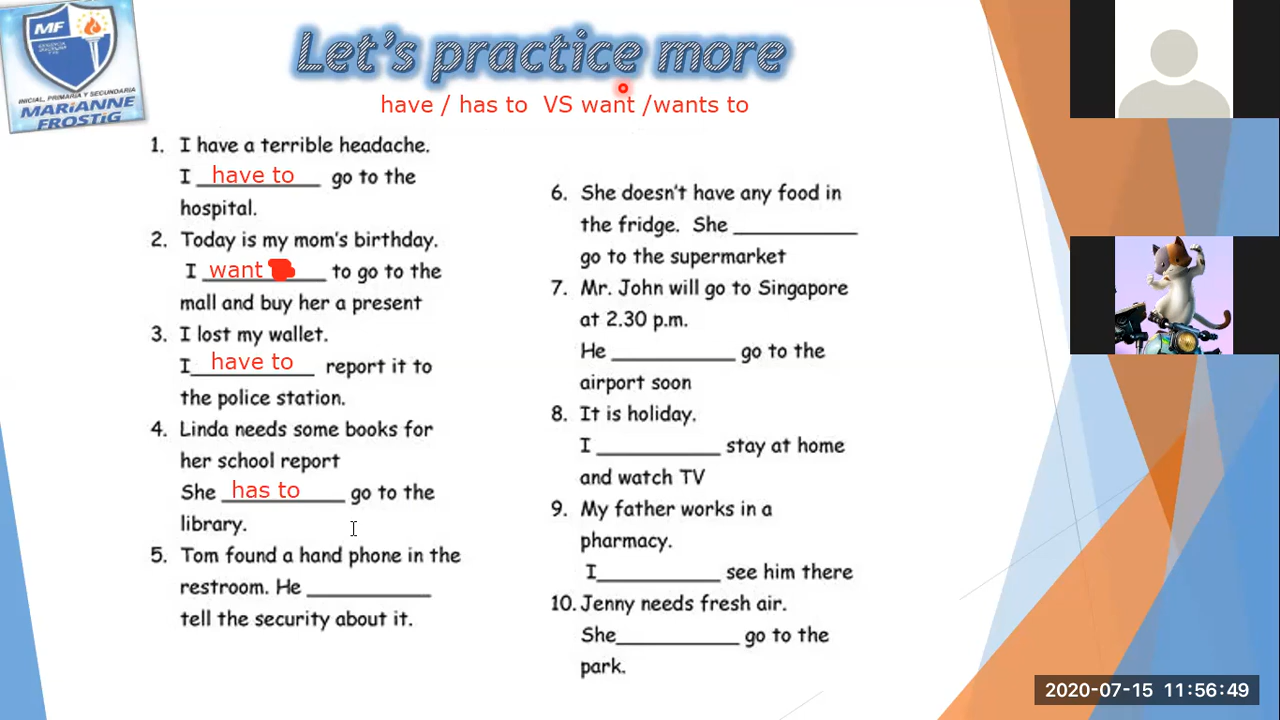 MF
INICIAL, PRIMARIA Y SECUNDARIA
MARIANNE
FROSTIG
Let's practice more
have / has to VS want /wants to
1. I have a terrible headache.
I have to go to the
hospital.
2. Today is my mom's birthday.
I want to go to the
mall and buy her a present
3. I lost my wallet.
I have to report it to
the police station.
4. Linda needs some books for
her school report
She has to go to the
library.
5. Tom found a hand phone in the
restroom. He ____________
tell the security about it.
6. She doesn't have any food in
the fridge. She ____________
go to the supermarket
7. Mr. John will go to Singapore
at 2.30 p.m.
He ____________ go to the
airport soon
8. It is holiday.
I ____________ stay at home
and watch TV
9. My father works in a
pharmacy.
I____________ see him there
10. Jenny needs fresh air.
She____________ go to the
park.
2020-07-15 11:56:49